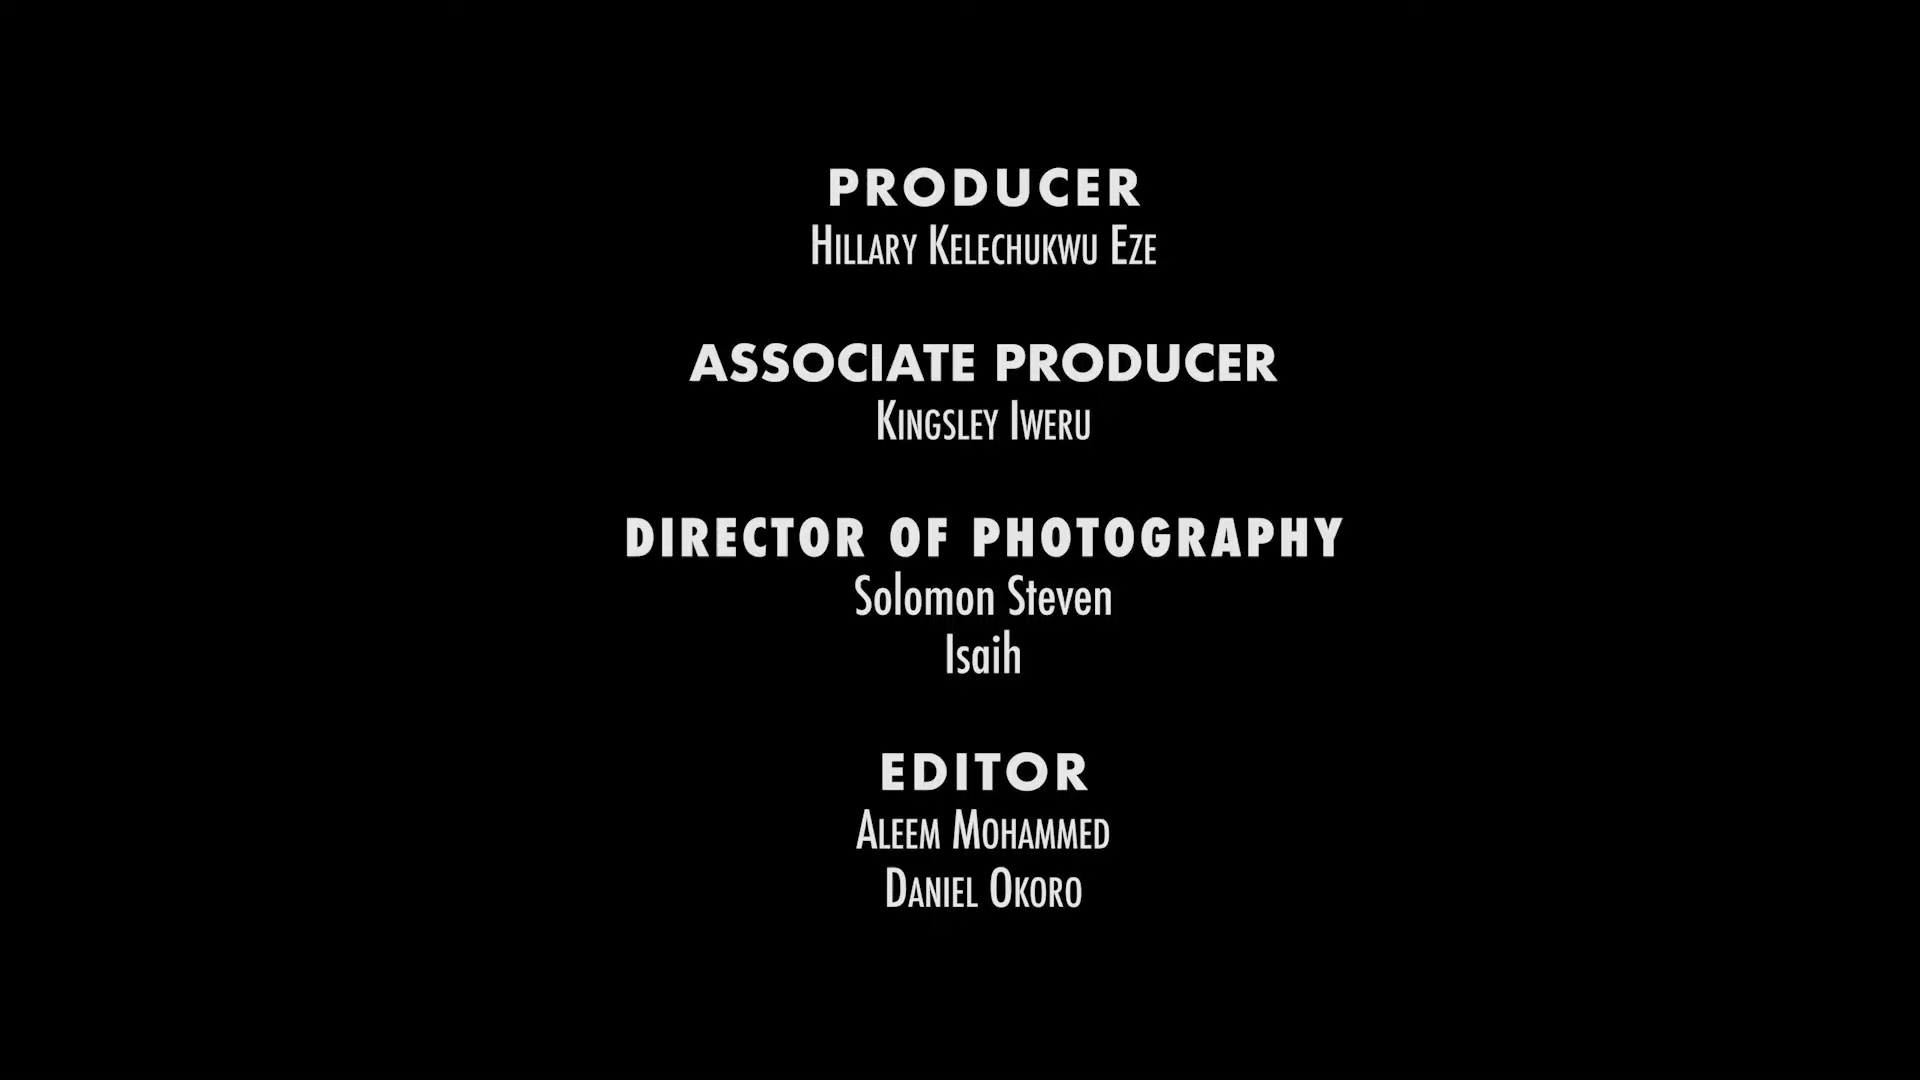 PRODUCER
HILLARY KELECHUKWU EZE
ASSOCIATE PRODUCER
KINGSLEY IWERU
DIRECTOR OF PHOTOGRAPHY
Solomon Steven
Isaih
EDITOR
ALEEM MOHAMMED
DANIEL OKORO